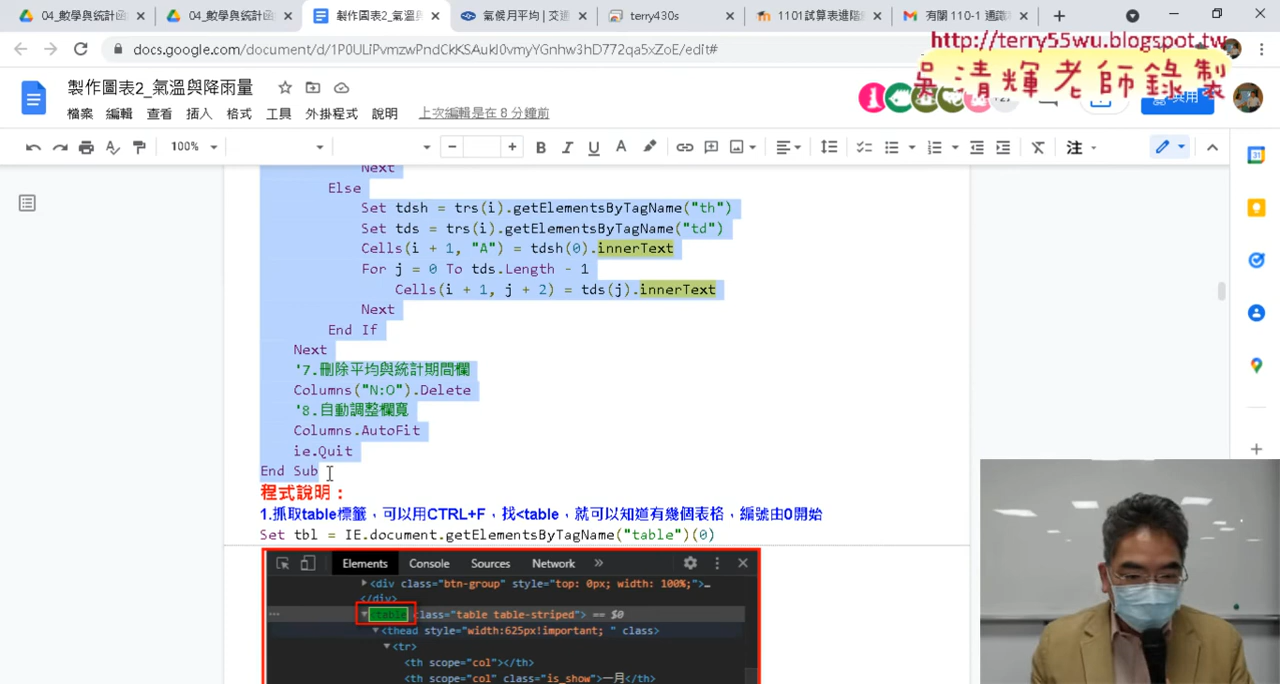 04_餃學與統計函
04_餃學與統計函
製作圖表2_氣溫
氣候月平均 | 交通
terry430s
1101試算表進階
有關 110-1 通識
docs.google.com/document/d/1P0ULiPvmzwPndCkKSAukI0vmyYGnhw3hD772qa5xZoE/edit#
http://terry55wu.blogspot.tw
吳清輝老師錄製
製作圖表2_氣溫與降雨量
檔案 編輯 查看 插入 格式 工具 外掛程式 說明 上次編輯是在 8 分鐘前
共用
100%
Next
Else
Set tdsh = trs(i).getElementsByTagName("th")
Set tds = trs(i).getElementsByTagName("td")
Cells(i + 1, "A") = tdsh(0).innerText
For j = 0 To tds.Length - 1
Cells(i + 1, j + 2) = tds(j).innerText
Next
End If
Next
'7.刪除平均與統計期間欄
Columns("N:O").Delete
'8.自動調整欄寬
Columns.AutoFit
ie.Quit
End Sub
程式說明：
1.抓取table標籤，可以用CTRL+F，找<table，就可以知道有幾個表格，編號由0開始
Set tbl = IE.document.getElementsByTagName("table")(0)
Elements Console Sources Network »
<div class="btn-group" style="top: 0px; width: 100%;">…
</div>
<table class="table table-striped"> == $0
<thead style="width:625px!important; " class>
<tr>
<th scope="col"></th>
<th scope="col" class="is_show">一月</th>